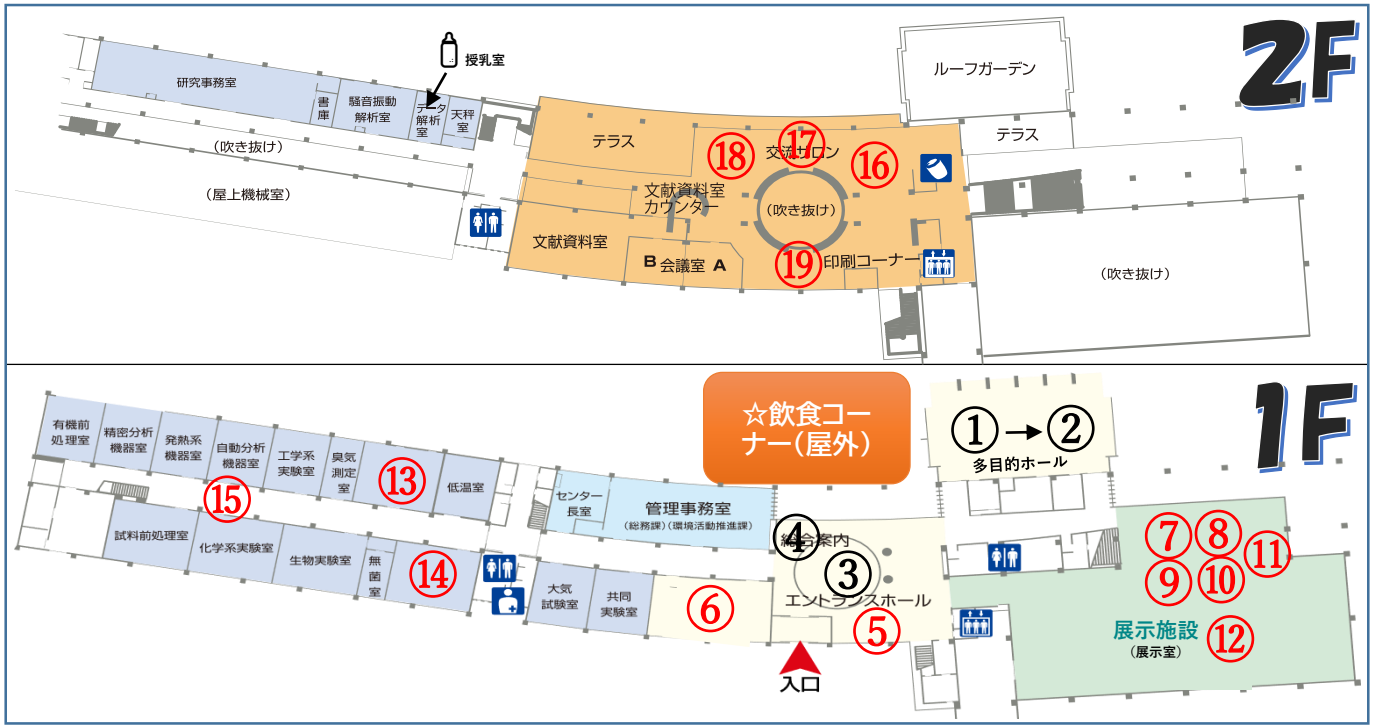 2F
授乳室
研究事務室
書
庫
騒音振動
解析室
データ
解析
室
天秤
室
(吹き抜け)
(屋上機械室)
テラス
⑱
⑰
交流サロン
⑯
ルーフガーデン
テラス
文献資料室
カウンター
(吹き抜け)
文献資料室
B 会議室 A
⑲
印刷コーナー
(吹き抜け)
1F
☆飲食コー
ナー(屋外)
①→②
多目的ホール
有機前
処理室
精密分析
機器室
発熱系
機器室
自動分析
機器室
工学系
実験室
臭気
測定
室
⑬
低温室
⑮
試料前処理室
化学系実験室
生物実験室
無
菌
室
⑭
センター
長室
管理事務室
(総務課)(環境活動推進課)
④
総合案内
③
エントランスホール
⑤
大気
試験室
共同
実験室
⑥
入口
⑦
⑧
⑪
⑨
⑩
展示施設
(展示室)
⑫